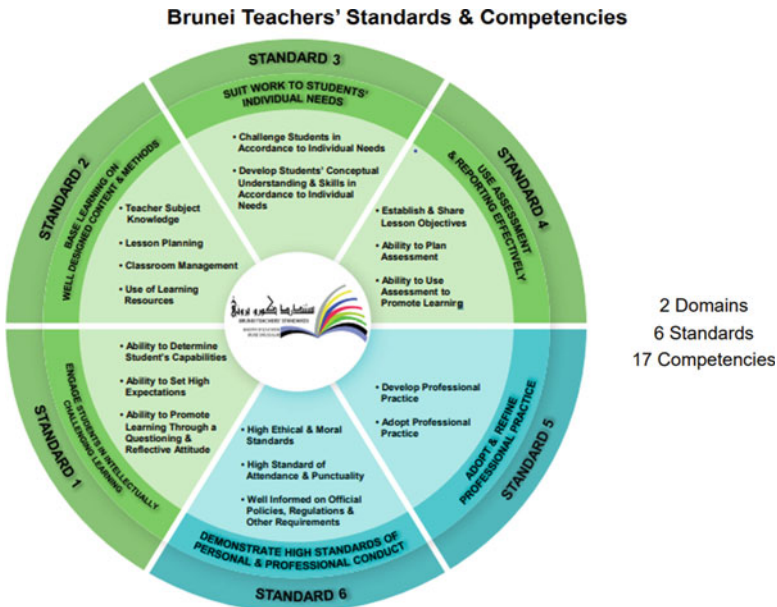 Brunei Teachers' Standards & Competencies
STANDARD 3
SUIT WORK TO STUDENTS'
INDIVIDUAL NEEDS
• Challenge Students in
Accordance to Individual Needs
• Develop Students' Conceptual
Understanding & Skills in
Accordance to Individual
Needs
STANDARD 2
BASE LEARNING ON
WELL DESIGNED CONTENT & METHODS
• Teacher Subject
Knowledge
• Lesson Planning
• Classroom Management
• Use of Learning
Resources
STANDARD 4
USE ASSESSMENT
& REPORTING EFFECTIVELY
• Establish & Share
Lesson Objectives
• Ability to Plan
Assessment
• Ability to Use
Assessment to
Promote Learning
BRUNEI TEACHERS' STANDARDS
STANDARD 1
ENGAGE STUDENTS IN INTELLECTUALLY
CHALLENGING LEARNING
• Ability to Determine
Student's Capabilities
• Ability to Set High
Expectations
• Ability to Promote
Learning Through a
Questioning &
Reflective Attitude
STANDARD 5
ADOPT & REFINE
PROFESSIONAL PRACTICE
• Develop Professional
Practice
• Adopt Professional
Practice
• High Ethical & Moral
Standards
• High Standard of
Attendance & Punctuality
• Well Informed on Official
Policies, Regulations &
Other Requirements
DEMONSTRATE HIGH STANDARDS OF
PERSONAL & PROFESSIONAL CONDUCT
STANDARD 6
2 Domains
6 Standards
17 Competencies